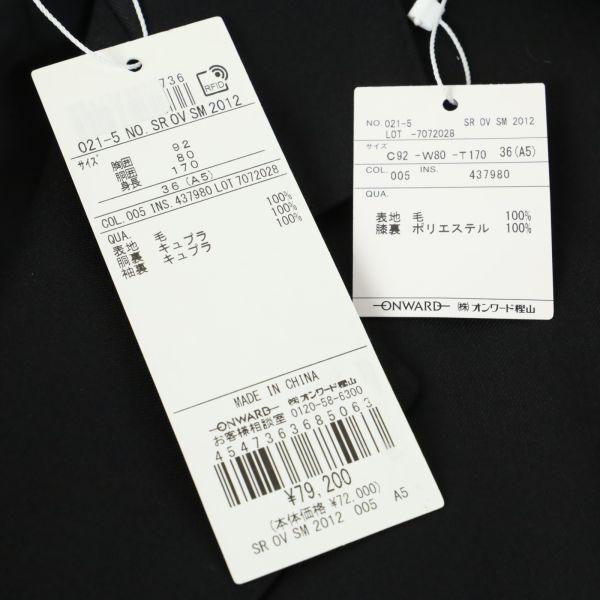 736
RFID
021-5 NO. SR OV SM 2012
サイズ
胸囲 92
胴囲 80
身長 170
36 (A5)
COL. 005 INS. 437980 LOT 7072028
QUA.
表地 毛 100%
胴裏 キュプラ 100%
袖裏 キュプラ 100%
MADE IN CHINA
ONWARD ㈱オンワード樫山
お客様相談室 0120-58-6300
4547363685063
¥79,200
(本体価格 ¥72,000)
SR OV SM 2012 005 A5
NO. 021-5 SR OV SM 2012
LOT -7072028
サイズ
C92 -W80 -T170 36 (A5)
COL. INS.
005 437980
QUA.
表地 毛 100%
膝裏 ポリエステル 100%
ONWARD ㈱オンワード樫山